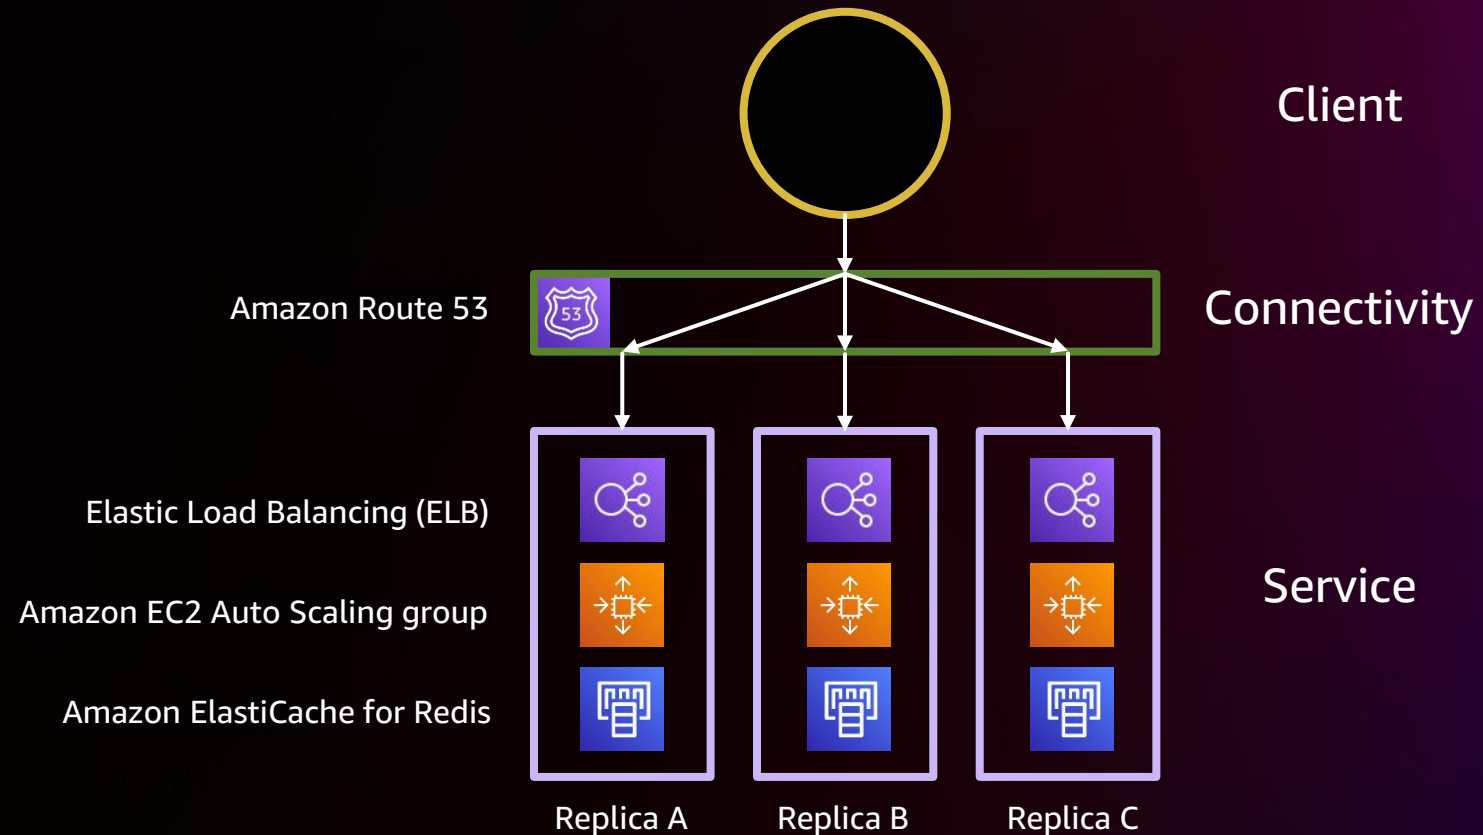 Client
Amazon Route 53
53
Connectivity
Elastic Load Balancing (ELB)
Amazon EC2 Auto Scaling group
Service
Amazon ElastiCache for Redis
Replica A
Replica B
Replica C